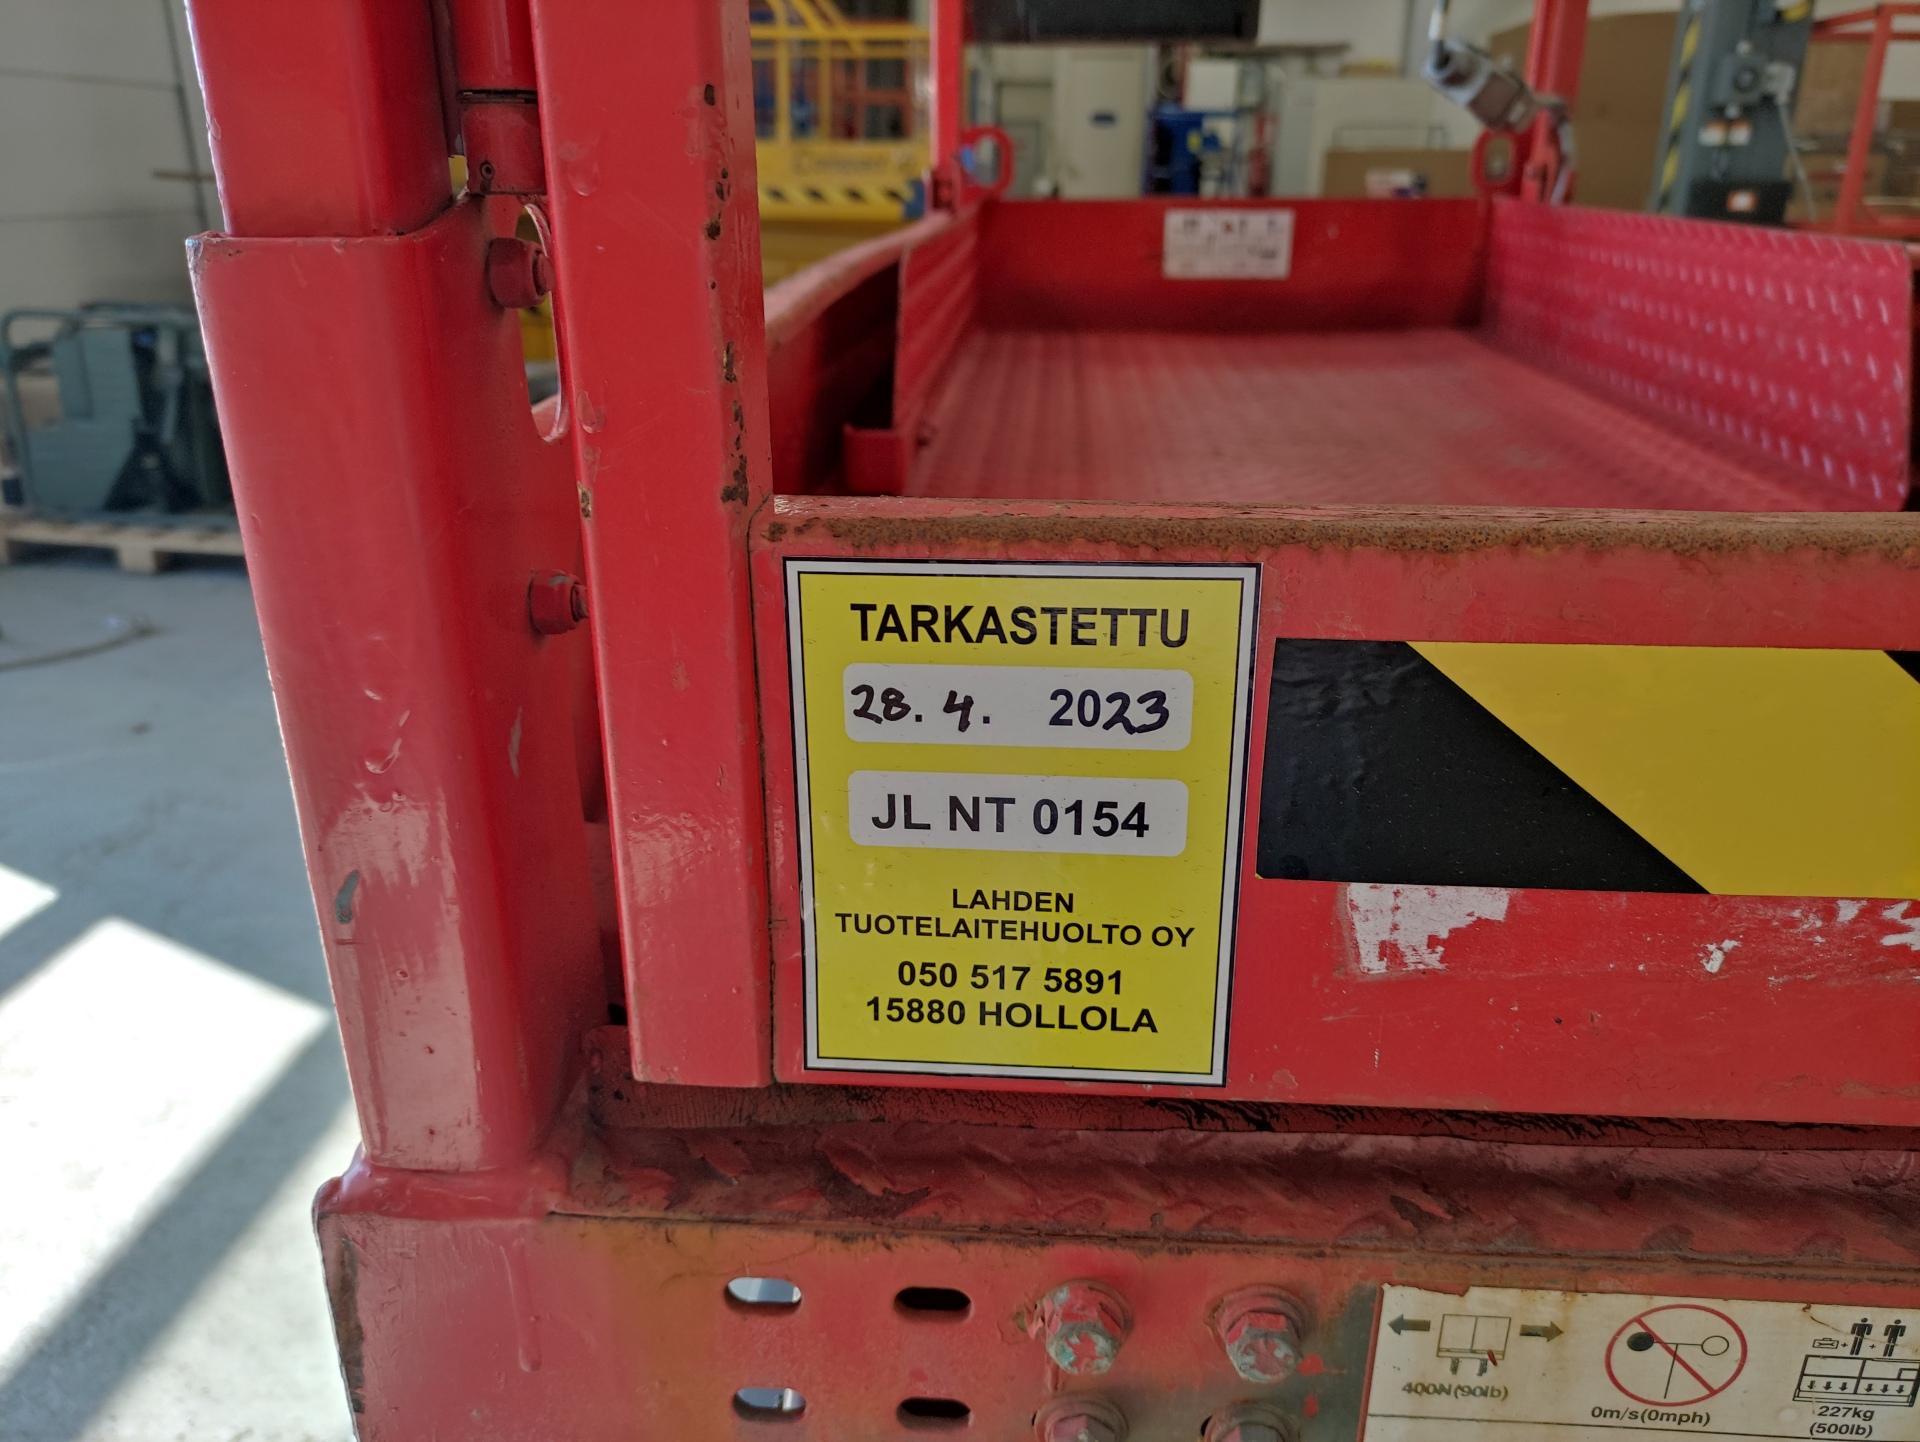 TARKASTETTU
28. 4. 2023
JL NT 0154
LAHDEN
TUOTELAITEHUOLTO OY
050 517 5891
15880 HOLLOLA
400N(90lb)
0m/s(0mph)
227kg
(500lb)